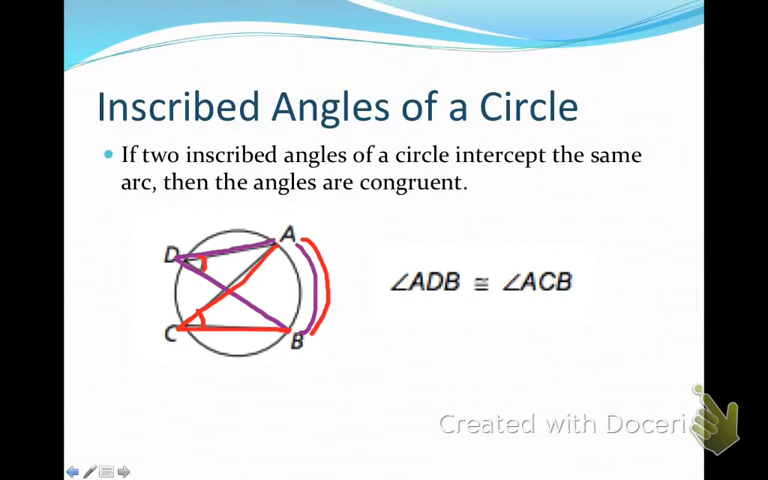 Inscribed Angles of a Circle
If two inscribed angles of a circle intercept the same
arc, then the angles are congruent.
A
D
∠ADB ≅ ∠ACB
C
B
Created with Doceri